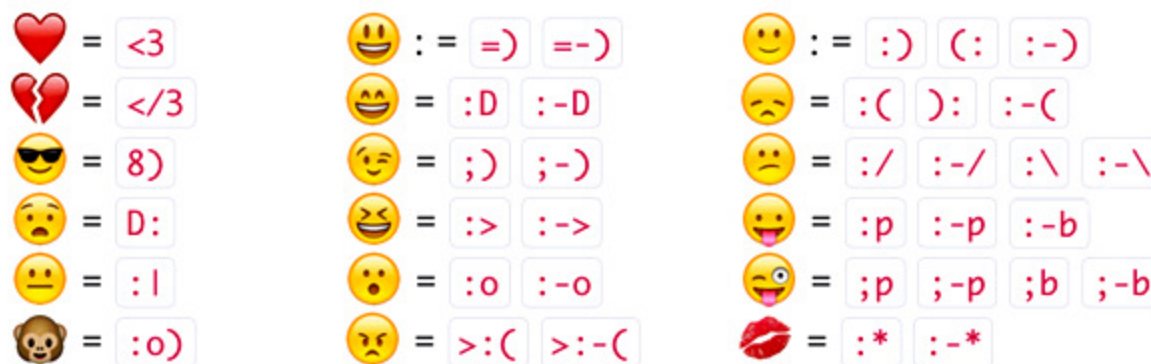 = <3
:= =) =-)
:= :) (: :-)
= </3
= :D :-D
= :( ): :-(
= 8)
= ;) ;-)
= :/ :-/ :\ :-\
= D:
= :> :->
= :p :-p :-b
= :|
= :o :-o
= ;p ;-p ;b ;-b
= :o)
= >:( >:-(
= :* :-*